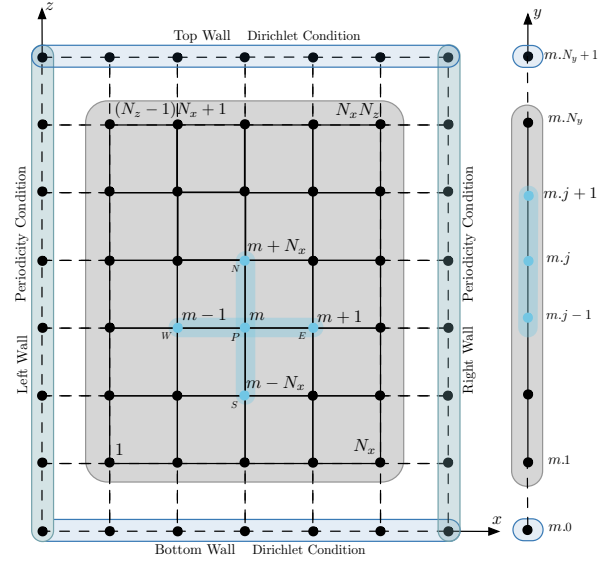 z
y
Top Wall Dirichlet Condition
m.N_y+1
(N_z−1)N_x+1
N_xN_z
m.N_y
Periodicity Condition
Periodicity Condition
m.j+1
m+N_x
N
m.j
m−1
m
m+1
m.j−1
W
P
E
Left Wall
Right Wall
m−N_x
S
1
N_x
m.1
x
m.0
Bottom Wall Dirichlet Condition